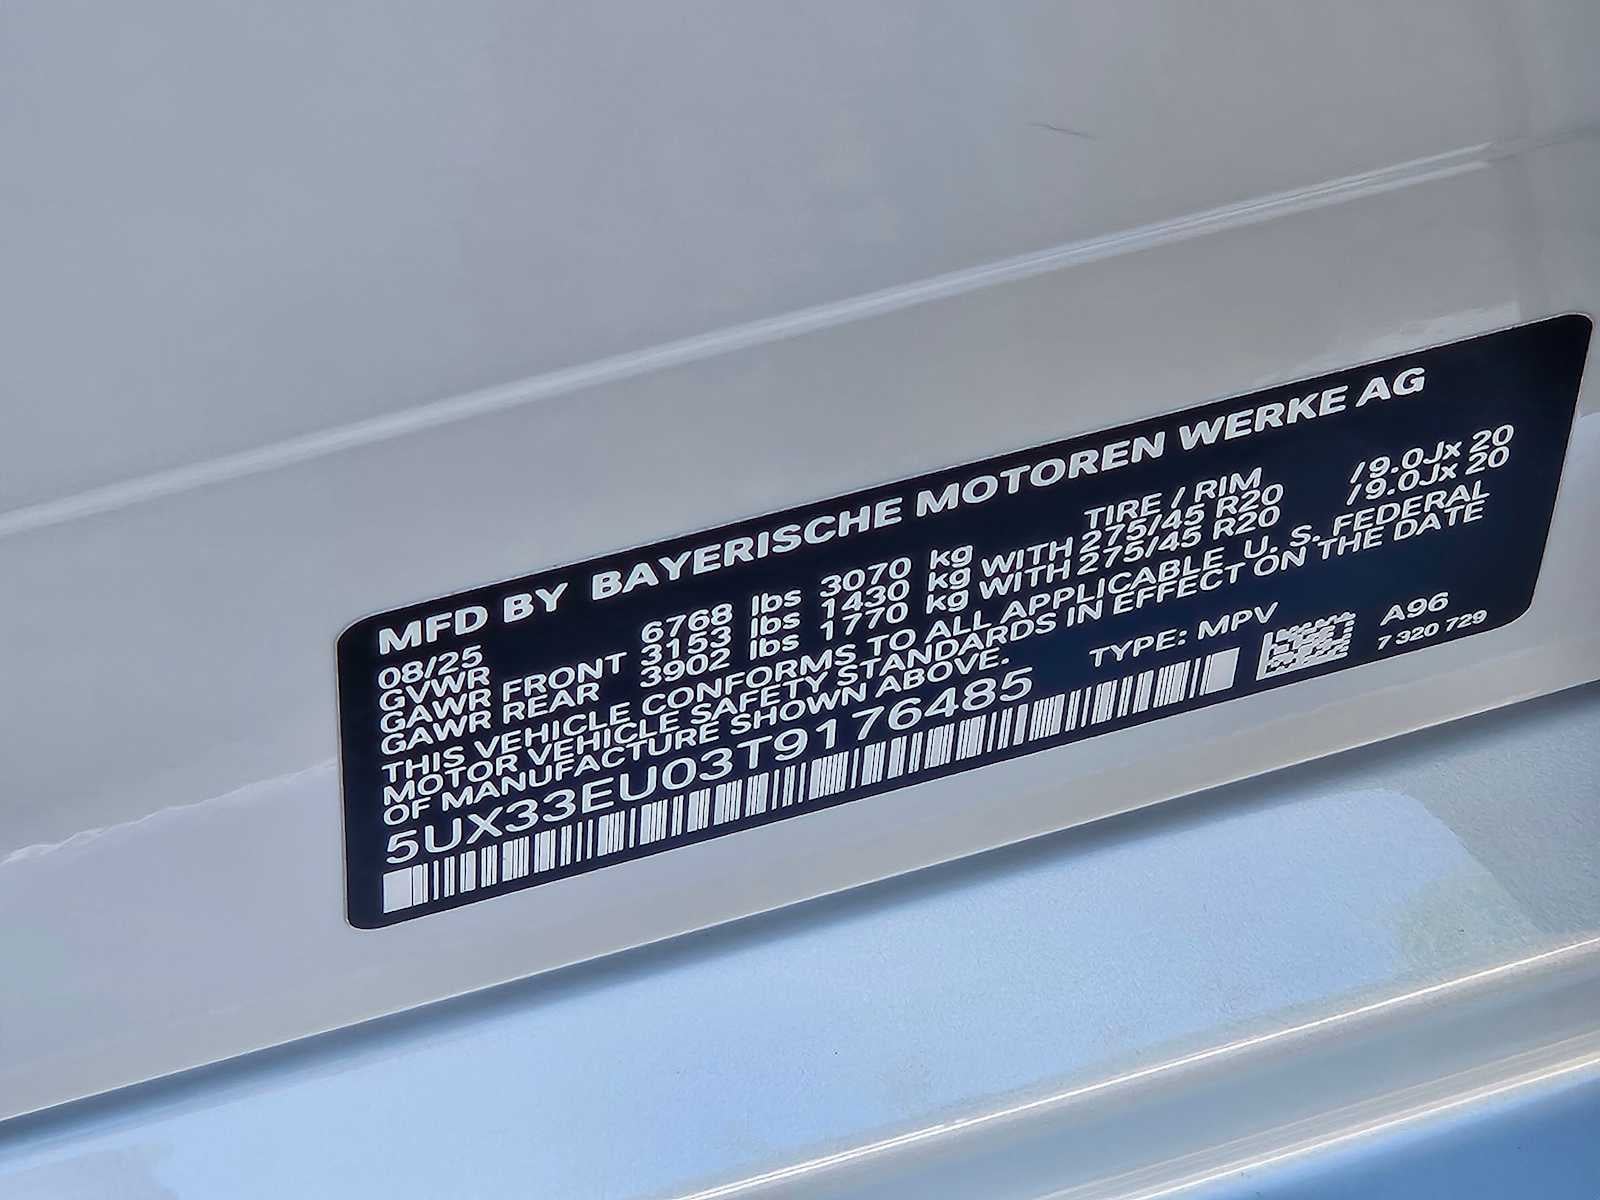 MFD BY BAYERISCHE MOTOREN WERKE AG
08/25 TIRE / RIM
GVWR 6768 lbs 3070 kg
GAWR FRONT 3153 lbs 1430 kg WITH 275/45 R20 /9.0Jx 20
GAWR REAR 3902 lbs 1770 kg WITH 275/45 R20 /9.0Jx 20
THIS VEHICLE CONFORMS TO ALL APPLICABLE U. S. FEDERAL
MOTOR VEHICLE SAFETY STANDARDS IN EFFECT ON THE DATE
OF MANUFACTURE SHOWN ABOVE.
5UX33EU03T9176485 TYPE: MPV A96
7 320 729